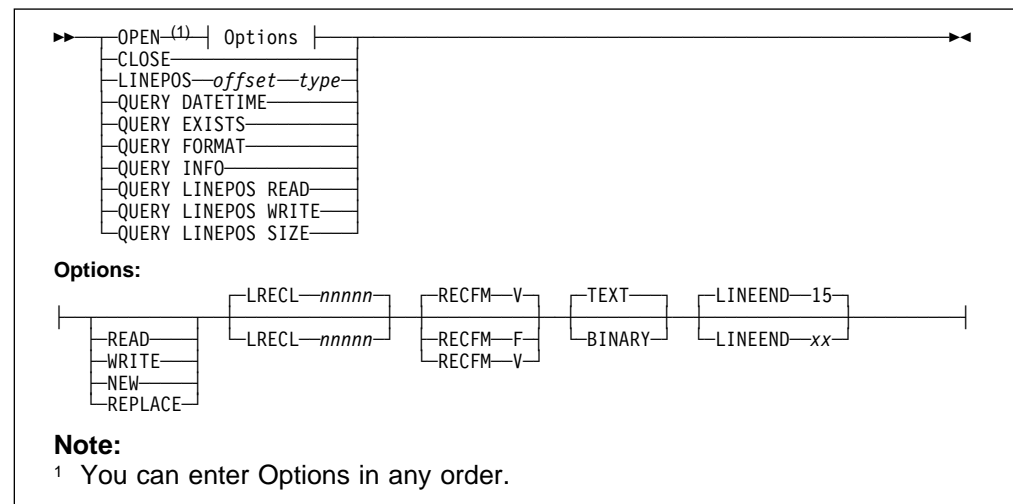 OPEN (1) Options
CLOSE
LINEPOS offset type
QUERY DATETIME
QUERY EXISTS
QUERY FORMAT
QUERY INFO
QUERY LINEPOS READ
QUERY LINEPOS WRITE
QUERY LINEPOS SIZE
Options:
LRECL nnnnn RECFM V TEXT LINEEND 15
READ LRECL nnnnn RECFM F BINARY LINEEND xx
WRITE RECFM V
NEW
REPLACE
Note:
1 You can enter Options in any order.